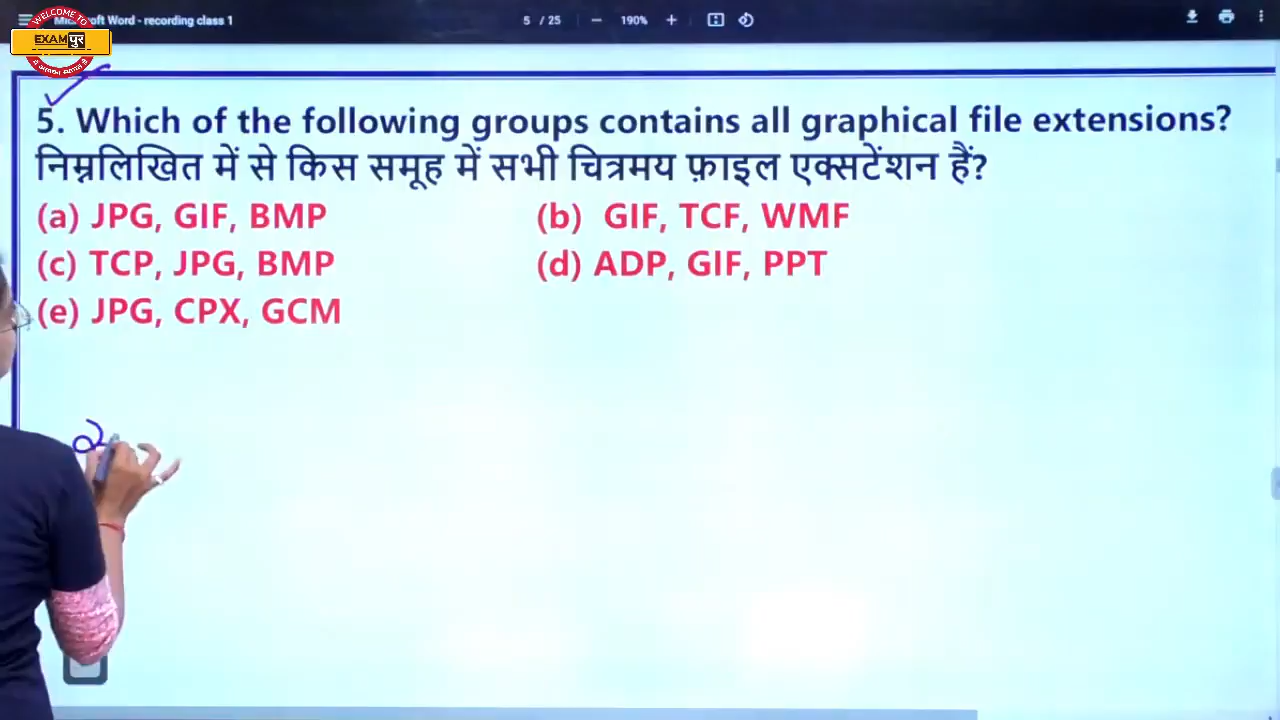 Microsoft Word - recording class 1
5 / 25
190%
WELCOME TO
EXAMपुर
5. Which of the following groups contains all graphical file extensions?
निम्नलिखित में से किस समूह में सभी चित्रमय फ़ाइल एक्सटेंशन हैं?
(a) JPG, GIF, BMP
(b) GIF, TCF, WMF
(c) TCP, JPG, BMP
(d) ADP, GIF, PPT
(e) JPG, CPX, GCM